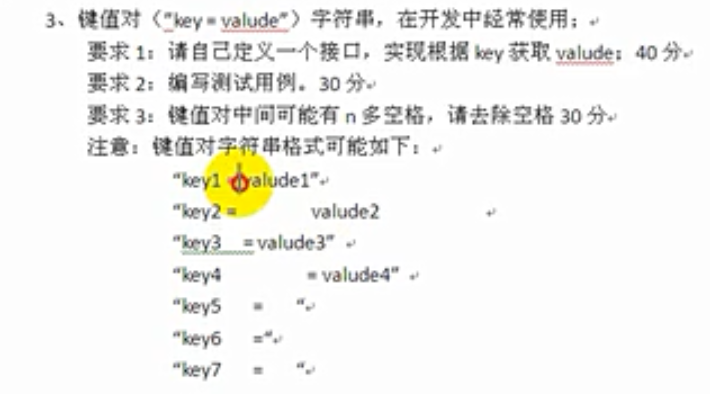 3、键值对（"key = valude"）字符串，在开发中经常使用；
要求 1：请自己定义一个接口，实现根据 key 获取 valude；40 分
要求 2：编写测试用例。30 分
要求 3：键值对中间可能有 n 多空格，请去除空格 30 分
注意：键值对字符串格式可能如下：
"key1 = valude1"
"key2 = valude2
"key3 = valude3"
"key4 = valude4"
"key5 = "
"key6 ="
"key7 = "